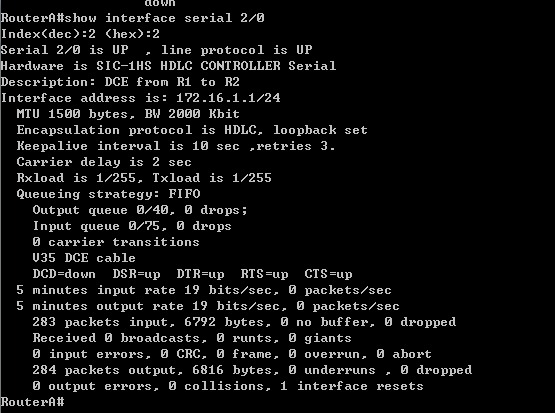 down
RouterA#show interface serial 2/0
Index(dec):2 (hex):2
Serial 2/0 is UP  , line protocol is UP
Hardware is SIC-1HS HDLC CONTROLLER Serial
Description: DCE from R1 to R2
Interface address is: 172.16.1.1/24
  MTU 1500 bytes, BW 2000 Kbit
  Encapsulation protocol is HDLC, loopback set
  Keepalive interval is 10 sec ,retries 3.
  Carrier delay is 2 sec
  Rxload is 1/255, Txload is 1/255
  Queueing strategy: FIFO
    Output queue 0/40, 0 drops;
    Input queue 0/75, 0 drops
    0 carrier transitions
    V35 DCE cable
    DCD=down  DSR=up  DTR=up  RTS=up  CTS=up
  5 minutes input rate 19 bits/sec, 0 packets/sec
  5 minutes output rate 19 bits/sec, 0 packets/sec
    283 packets input, 6792 bytes, 0 no buffer, 0 dropped
    Received 0 broadcasts, 0 runts, 0 giants
    0 input errors, 0 CRC, 0 frame, 0 overrun, 0 abort
    284 packets output, 6816 bytes, 0 underruns , 0 dropped
    0 output errors, 0 collisions, 1 interface resets
RouterA#